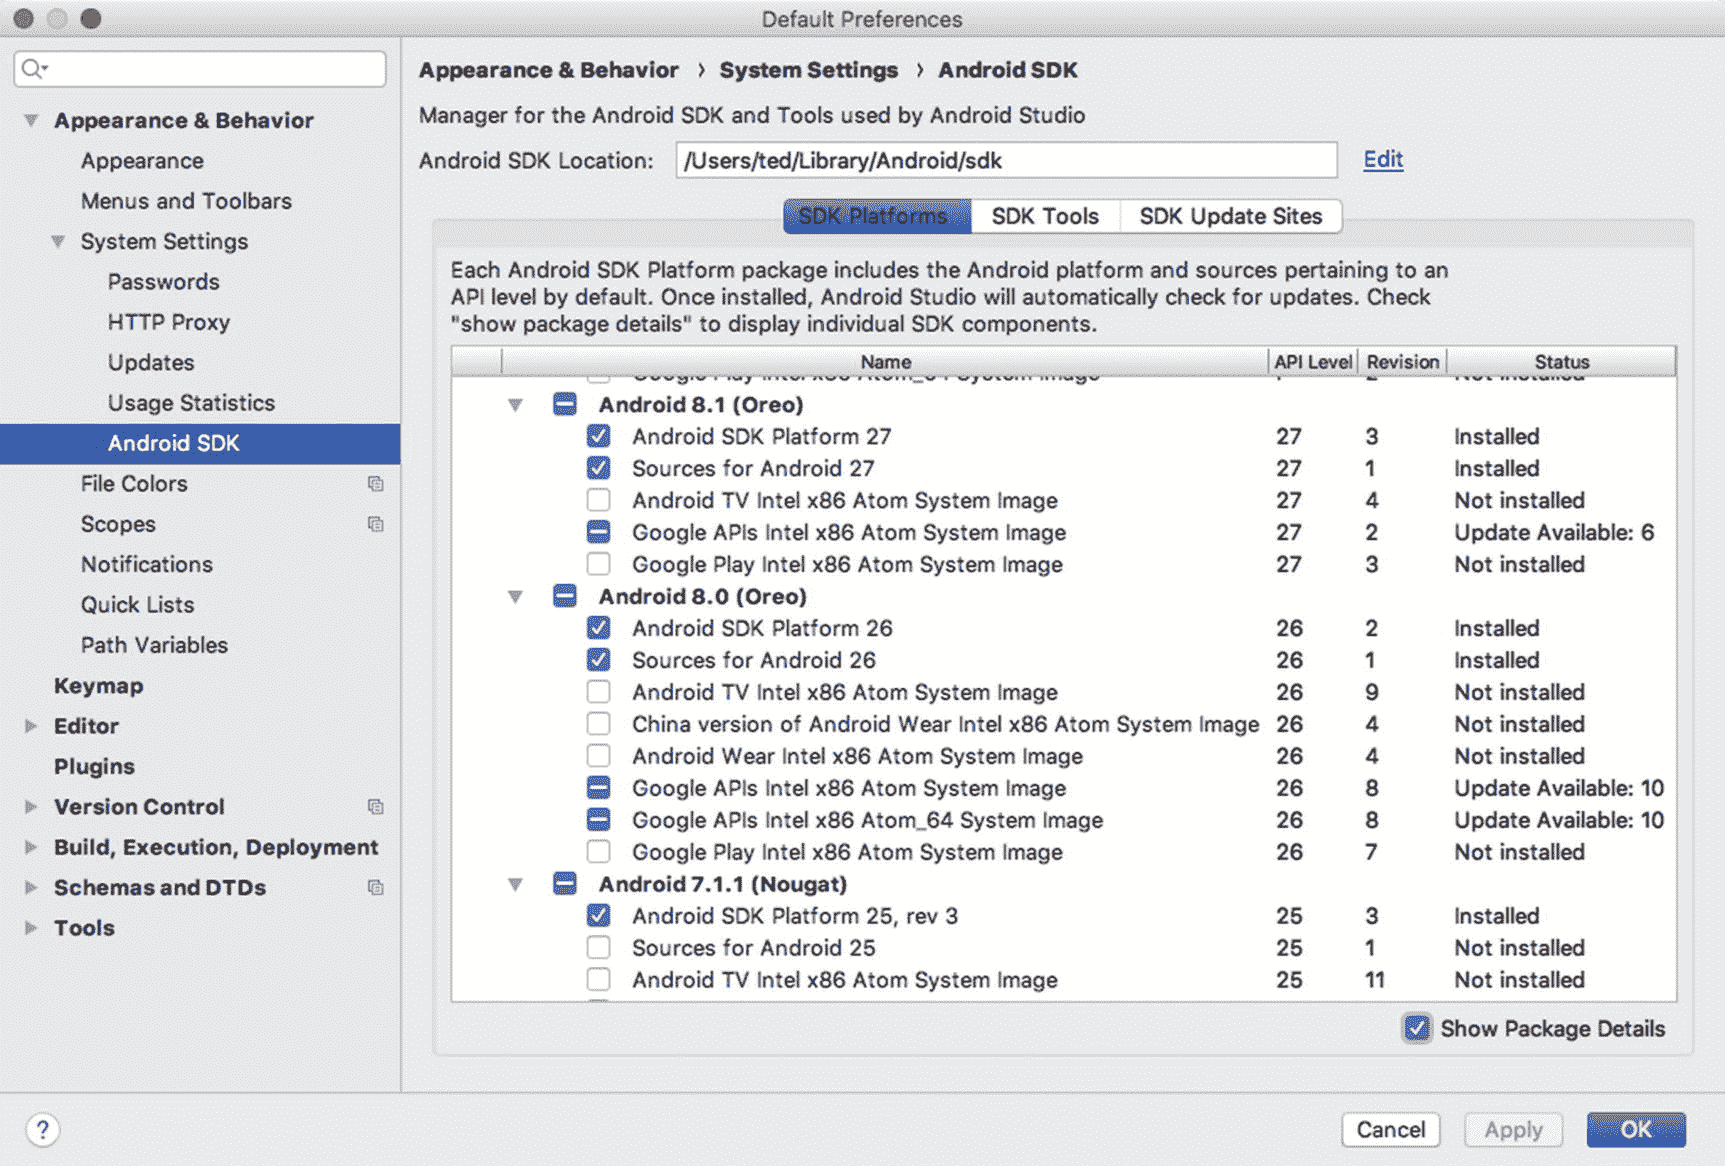 Default Preferences
Appearance & Behavior
Appearance
Menus and Toolbars
System Settings
Passwords
HTTP Proxy
Updates
Usage Statistics
Android SDK
File Colors
Scopes
Notifications
Quick Lists
Path Variables
Keymap
Editor
Plugins
Version Control
Build, Execution, Deployment
Schemas and DTDs
Tools
Appearance & Behavior › System Settings › Android SDK
Manager for the Android SDK and Tools used by Android Studio
Android SDK Location: /Users/ted/Library/Android/sdk Edit
SDK Platforms SDK Tools SDK Update Sites
Each Android SDK Platform package includes the Android platform and sources pertaining to an
API level by default. Once installed, Android Studio will automatically check for updates. Check
"show package details" to display individual SDK components.
Name API Level Revision Status
Android 8.1 (Oreo)
Android SDK Platform 27 27 3 Installed
Sources for Android 27 27 1 Installed
Android TV Intel x86 Atom System Image 27 4 Not installed
Google APIs Intel x86 Atom System Image 27 2 Update Available: 6
Google Play Intel x86 Atom System Image 27 3 Not installed
Android 8.0 (Oreo)
Android SDK Platform 26 26 2 Installed
Sources for Android 26 26 1 Installed
Android TV Intel x86 Atom System Image 26 9 Not installed
China version of Android Wear Intel x86 Atom System Image 26 4 Not installed
Android Wear Intel x86 Atom System Image 26 4 Not installed
Google APIs Intel x86 Atom System Image 26 8 Update Available: 10
Google APIs Intel x86 Atom_64 System Image 26 8 Update Available: 10
Google Play Intel x86 Atom System Image 26 7 Not installed
Android 7.1.1 (Nougat)
Android SDK Platform 25, rev 3 25 3 Installed
Sources for Android 25 25 1 Not installed
Android TV Intel x86 Atom System Image 25 11 Not installed
Show Package Details
? Cancel Apply OK